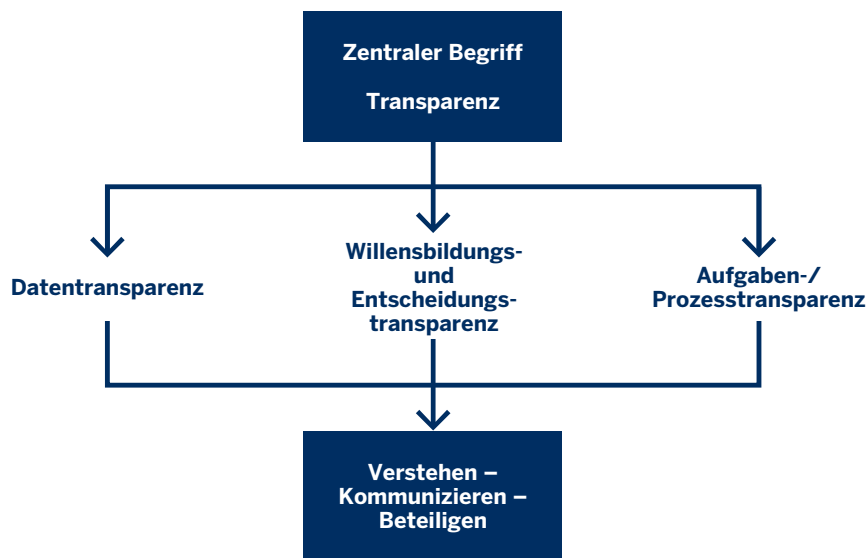 Zentraler Begriff
Transparenz
Datentransparenz
Willensbildungs-
und
Entscheidungs-
transparenz
Aufgaben-/
Prozesstransparenz
Verstehen –
Kommunizieren –
Beteiligen